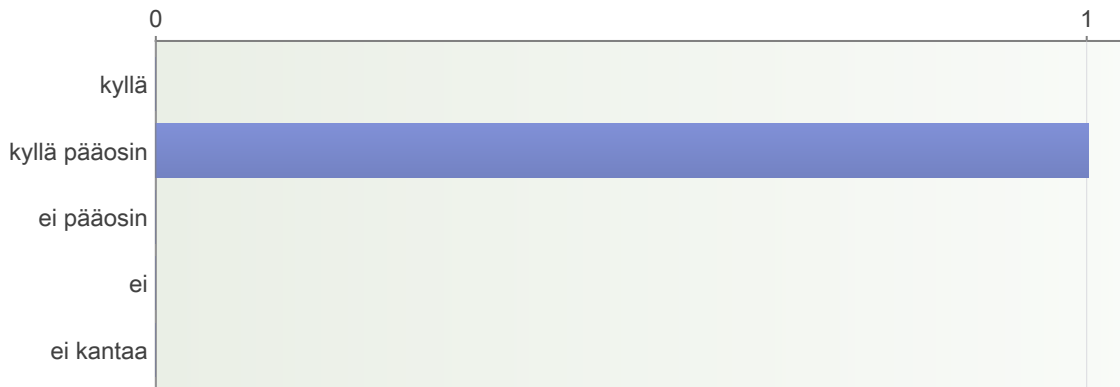 0 1
kyllä
kyllä pääosin
ei pääosin
ei
ei kantaa